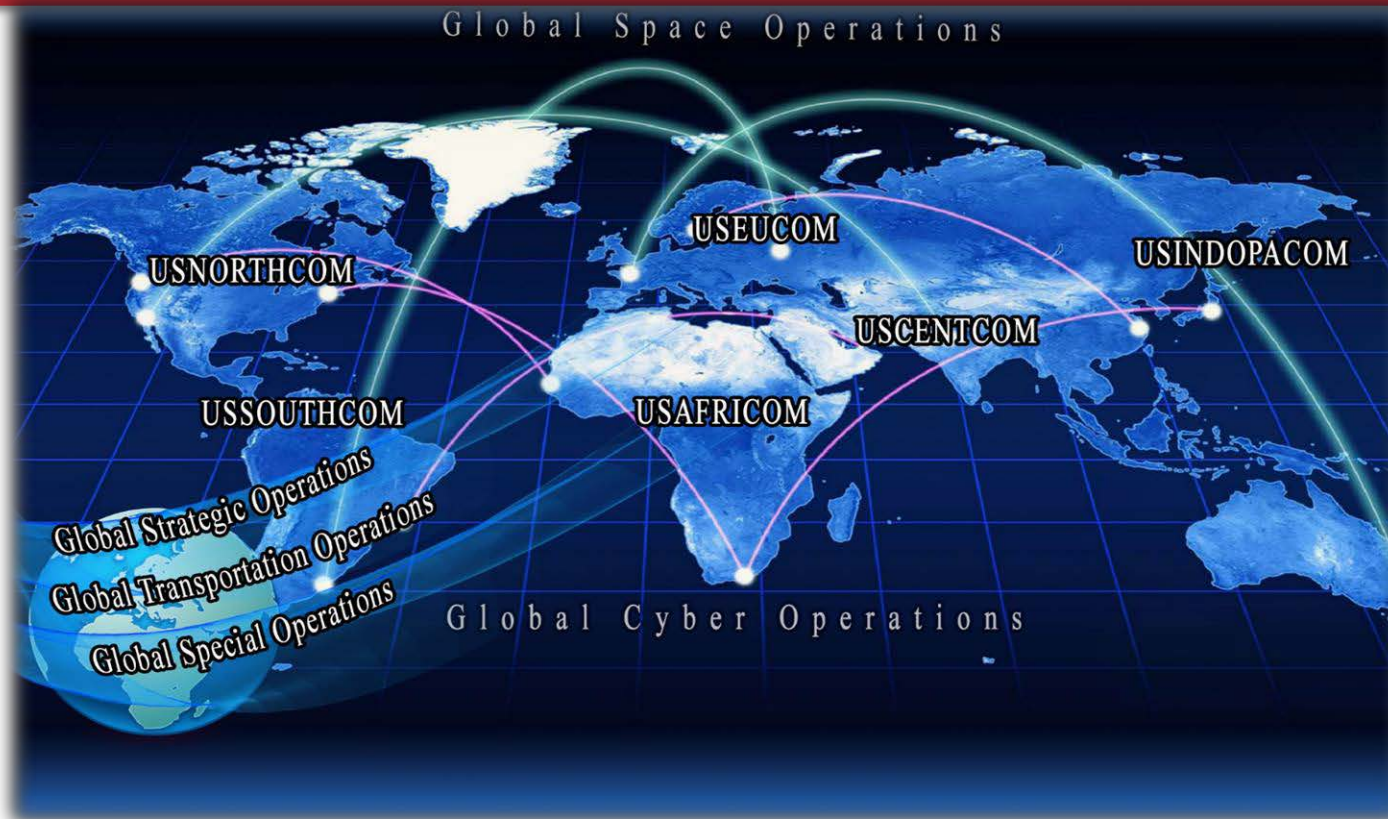 Global Space Operations
USEUCOM
USINDOPACOM
USNORTHCOM
USCENTCOM
USSOUTHCOM
USAFRICOM
Global Strategic Operations
Global Transportation Operations
Global Special Operations
Global Cyber Operations